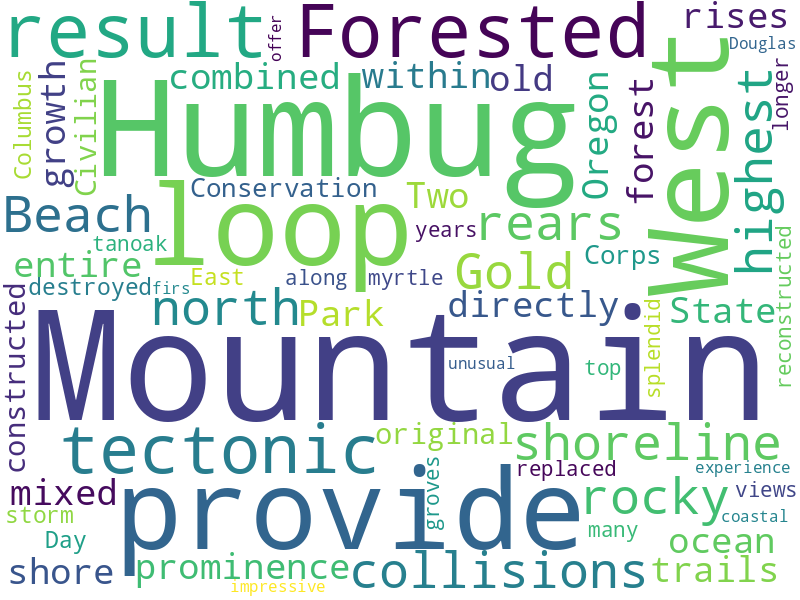 result
Forested
rises
offer
Douglas
growth
Columbus
Civilian
combined
within
old
Humbug
Oregon
forest
West
highest
longer
Beach
Conservation
Two
loop
years
rears
tanoak
entire
East
along
myrtle
Gold
Corps
destroyed
firs
north
Park
directly
State
reconstructed
constructed
Mountain
splendid
unusual
top
tectonic
original
shoreline
mixed
provide
groves
replaced
experience
rocky
views
storm
coastal
Day
many
ocean
shore
prominence
collisions
trails
impressive